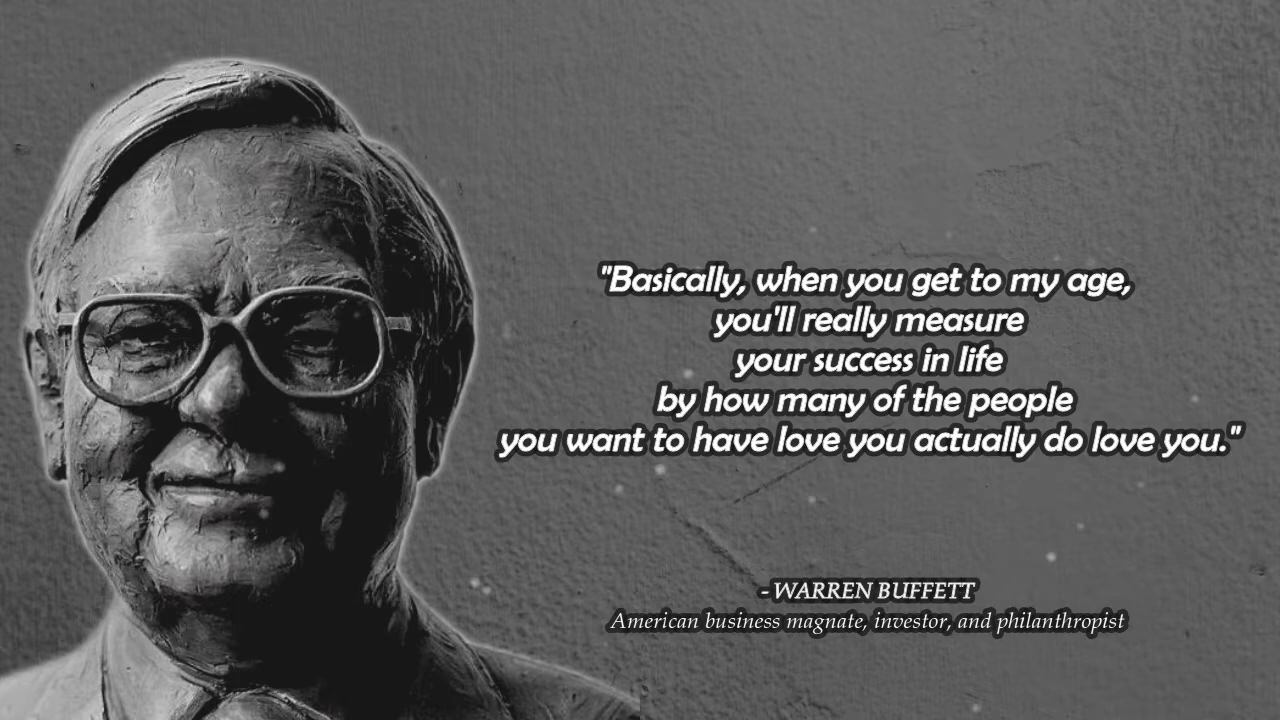 "Basically, when you get to my age,
you'll really measure
your success in life
by how many of the people
you want to have love you actually do love you."
- WARREN BUFFETT
American business magnate, investor, and philanthropist